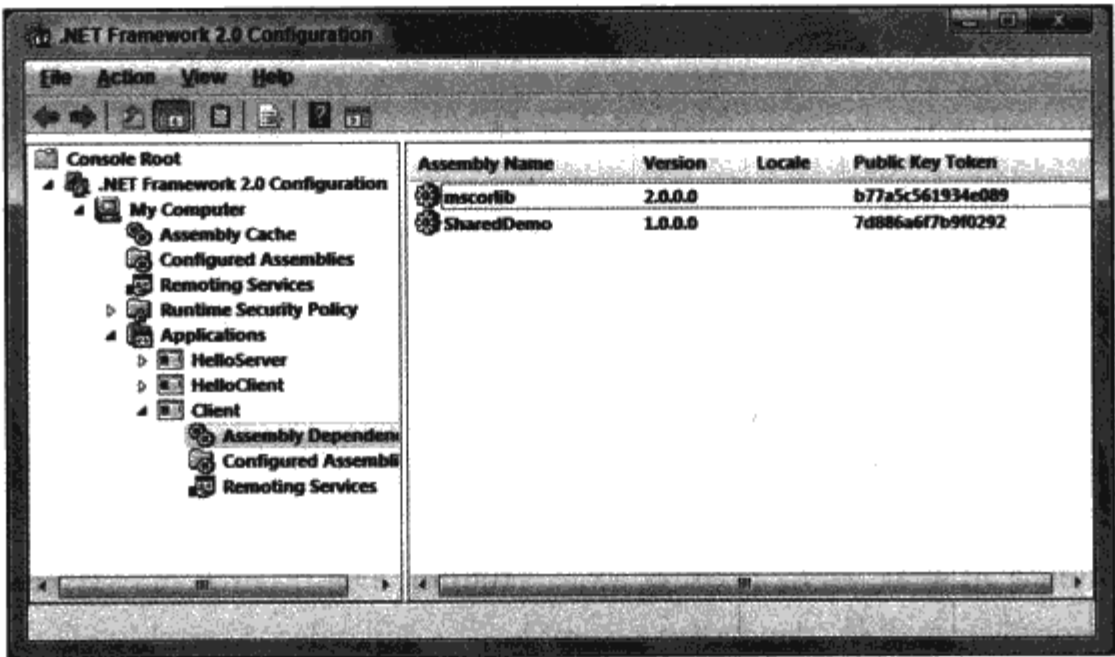 .NET Framework 2.0 Configuration
File Action View Help
Console Root
.NET Framework 2.0 Configuration
My Computer
Assembly Cache
Configured Assemblies
Remoting Services
Runtime Security Policy
Applications
HelloServer
HelloClient
Client
Assembly Dependen
Configured Assembli
Remoting Services
Assembly Name Version Locale Public Key Token
mscorlib 2.0.0.0 b77a5c561934e089
SharedDemo 1.0.0.0 7d886a6f7b9f0292